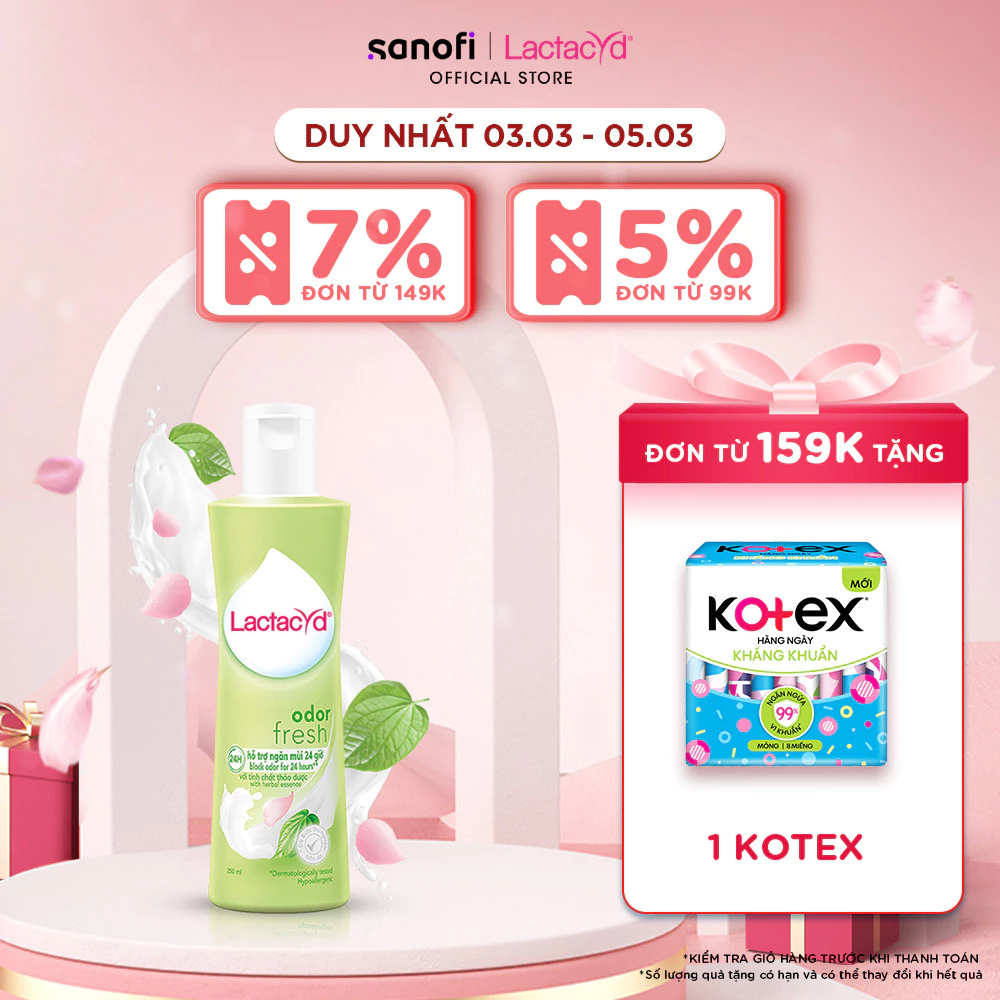 sanofi | Lactacyd®
OFFICIAL STORE
DUY NHẤT 03.03 - 05.03
7%
ĐƠN TỪ 149K
5%
ĐƠN TỪ 99K
ĐƠN TỪ 159K TẶNG
Lactacyd®
odor
fresh
24H
hỗ trợ ngăn mùi 24 giờ
block odor for 24 hours**
với tinh chất thảo dược
with herbal essence
250 ml
*Dermatologically tested
Hypoallergenic
kotex
HÀNG NGÀY
MỚI
kotex®
HÀNG NGÀY
KHÁNG KHUẨN
NGĂN NGỪA
99%
VI KHUẨN*
MỎNG | 8 MIẾNG
1 KOTEX
*KIỂM TRA GIỎ HÀNG TRƯỚC KHI THANH TOÁN
*Số lượng quà tặng có hạn và có thể thay đổi khi hết quà